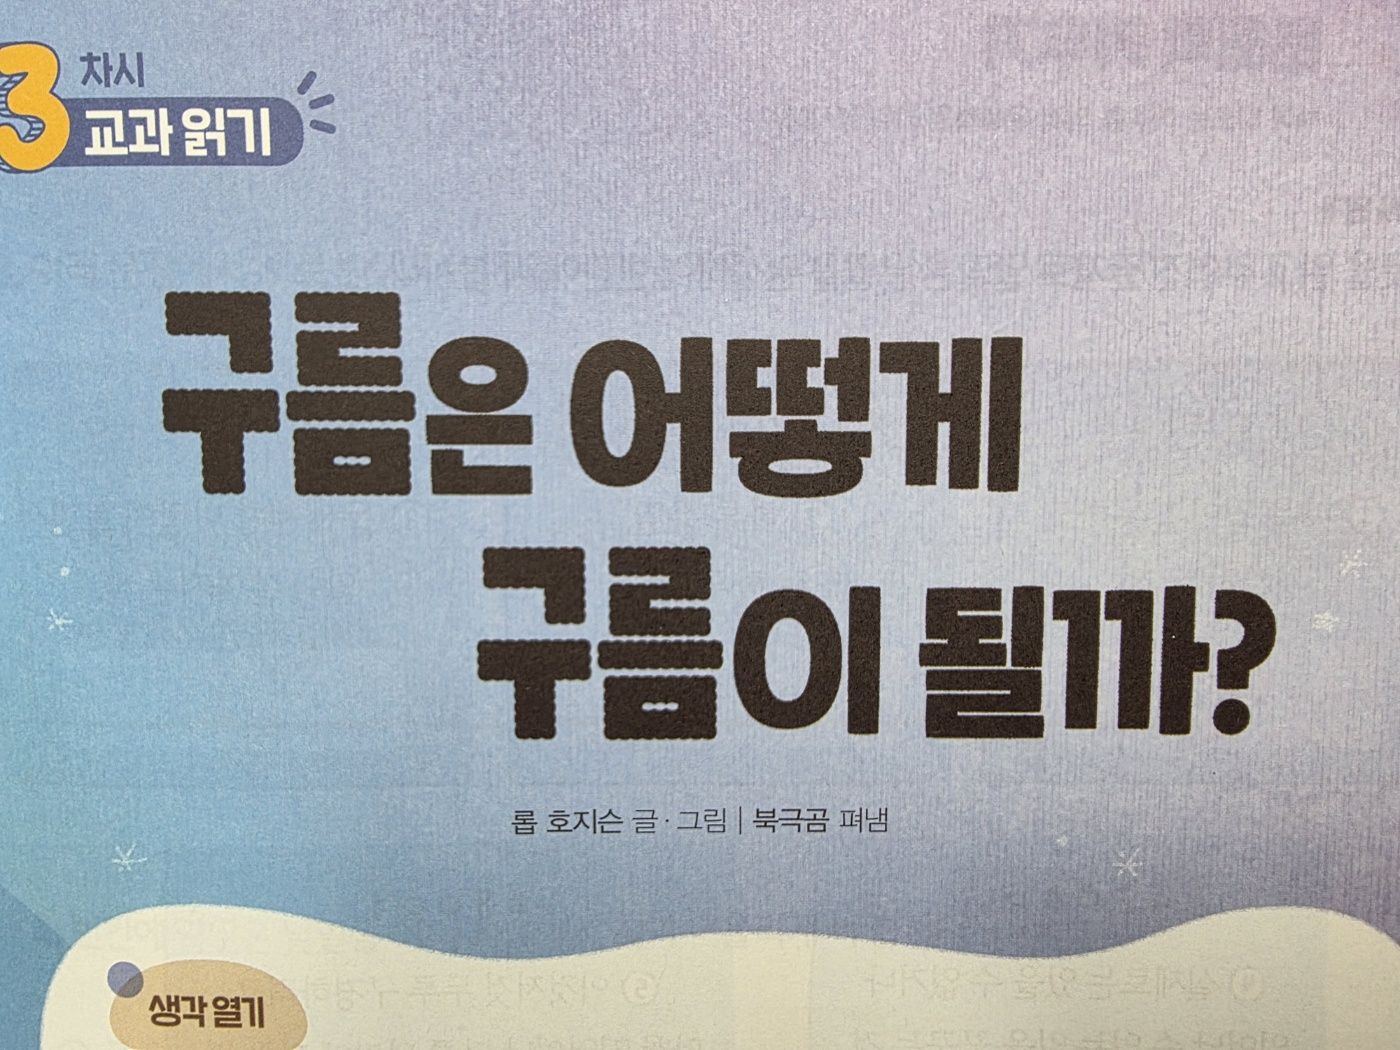 3 차시
교과 읽기
구름은 어떻게
구름이 될까?
롭 호지슨 글·그림 | 북극곰 펴냄
생각 열기